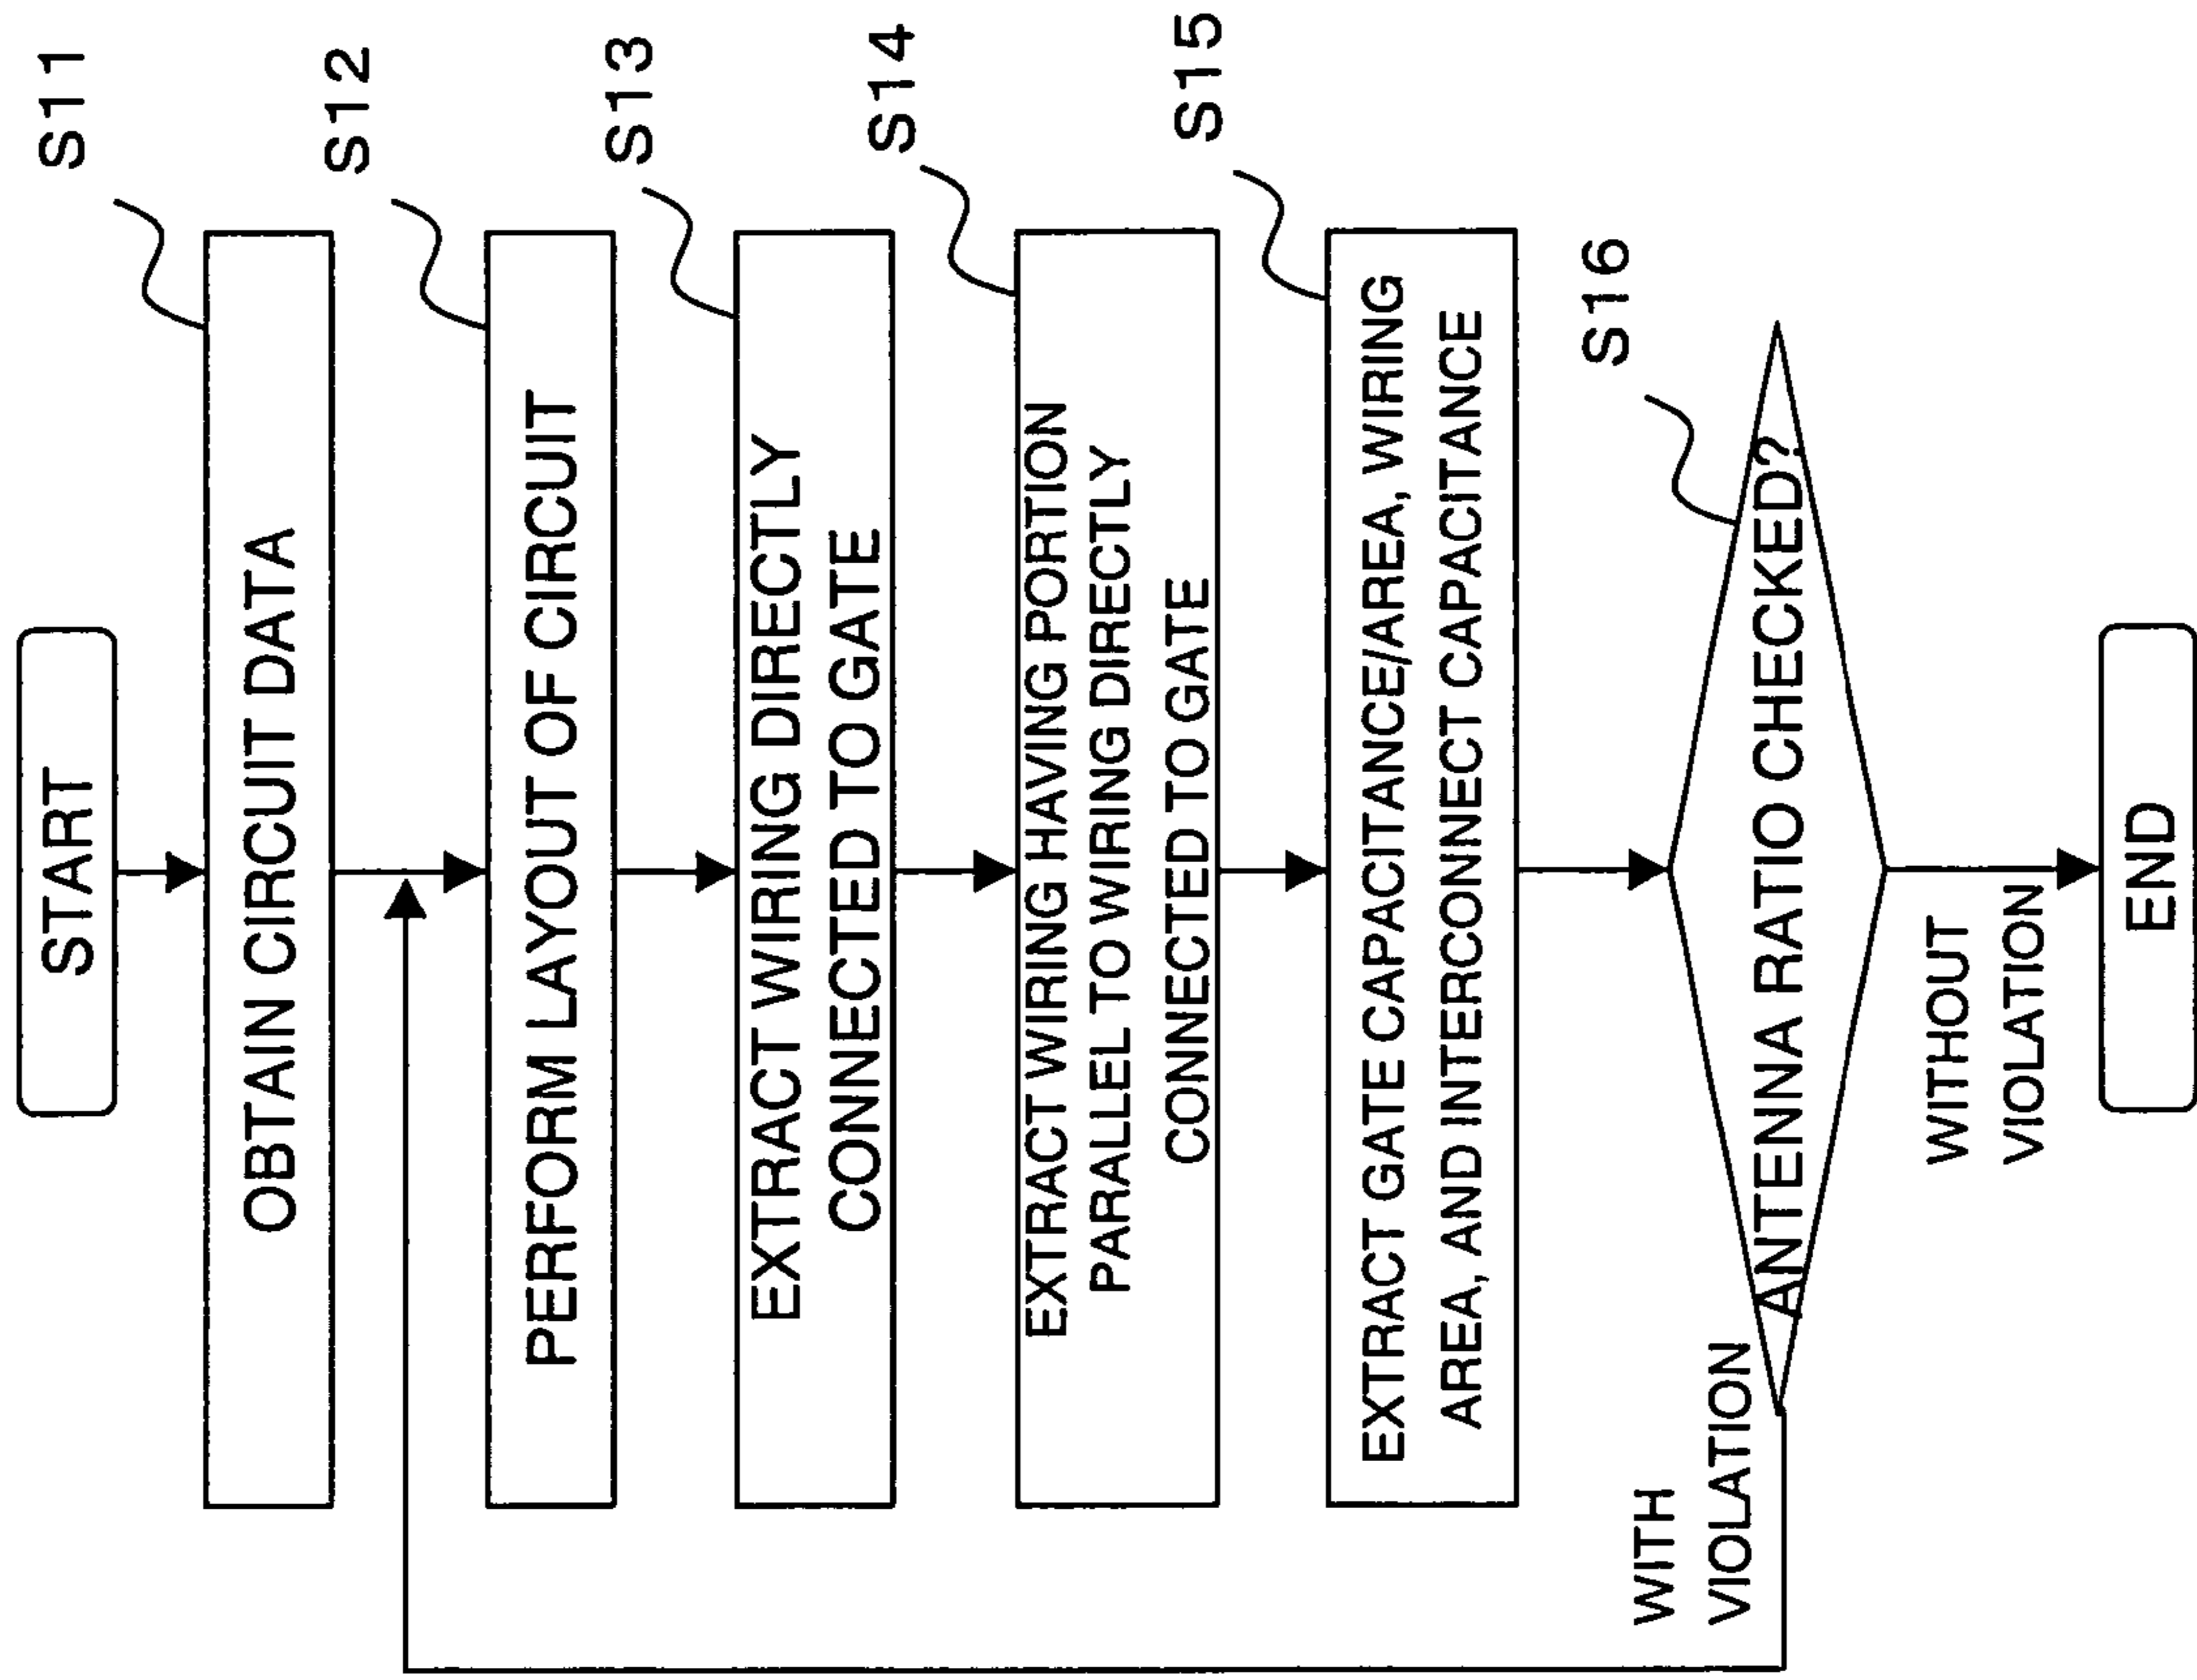 START
S11
OBTAIN CIRCUIT DATA
S12
PERFORM LAYOUT OF CIRCUIT
S13
EXTRACT WIRING DIRECTLY
CONNECTED TO GATE
S14
EXTRACT WIRING HAVING PORTION
PARALLEL TO WIRING DIRECTLY
CONNECTED TO GATE
S15
EXTRACT GATE CAPACITANCE/AREA, WIRING
AREA, AND INTERCONNECT CAPACITANCE
S16
ANTENNA RATIO CHECKED?
WITH
VIOLATION
WITHOUT
VIOLATION
END